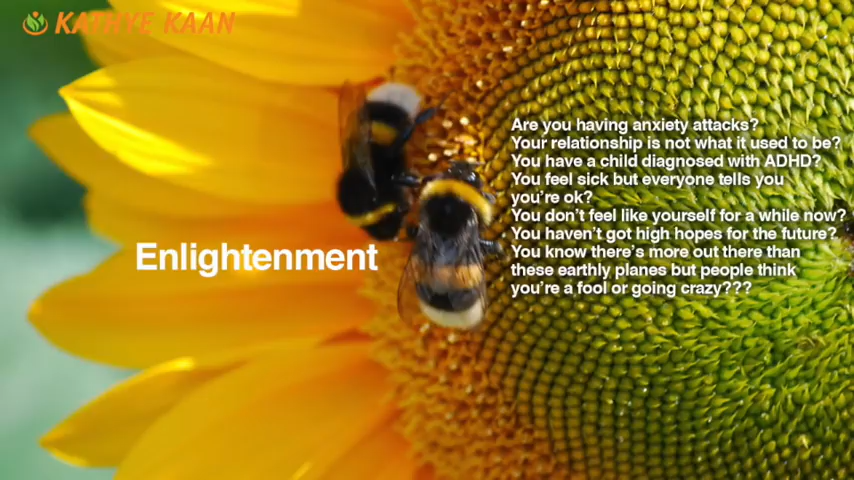 KATHYE KAAN
Are you having anxiety attacks?
Your relationship is not what it used to be?
You have a child diagnosed with ADHD?
You feel sick but everyone tells you
you're ok?
You don't feel like yourself for a while now?
You haven't got high hopes for the future?
You know there's more out there than
these earthly planes but people think
you're a fool or going crazy???
Enlightenment